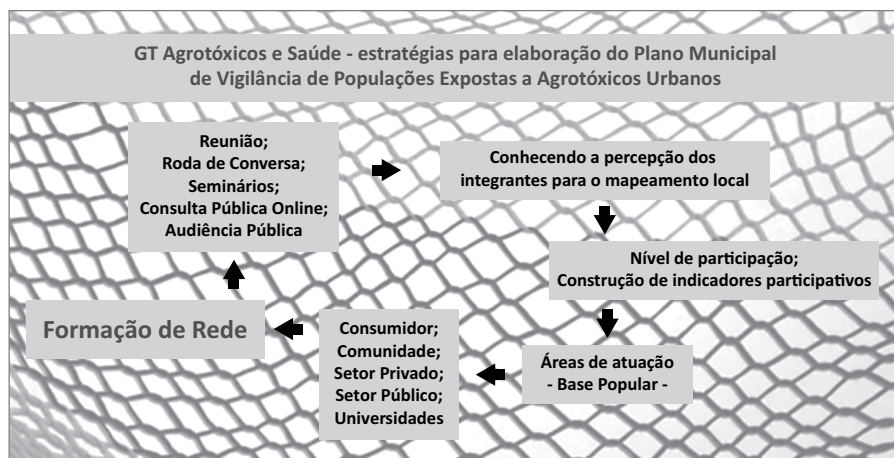 GT Agrotóxicos e Saúde - estratégias para elaboração do Plano Municipal
de Vigilância de Populações Expostas a Agrotóxicos Urbanos
Reunião;
Roda de Conversa;
Seminários;
Consulta Pública Online;
Audiência Pública
Conhecendo a percepção dos
integrantes para o mapeamento local
Nível de participação;
Construção de indicadores participativos
Áreas de atuação
- Base Popular -
Consumidor;
Comunidade;
Setor Privado;
Setor Público;
Universidades
Formação de Rede